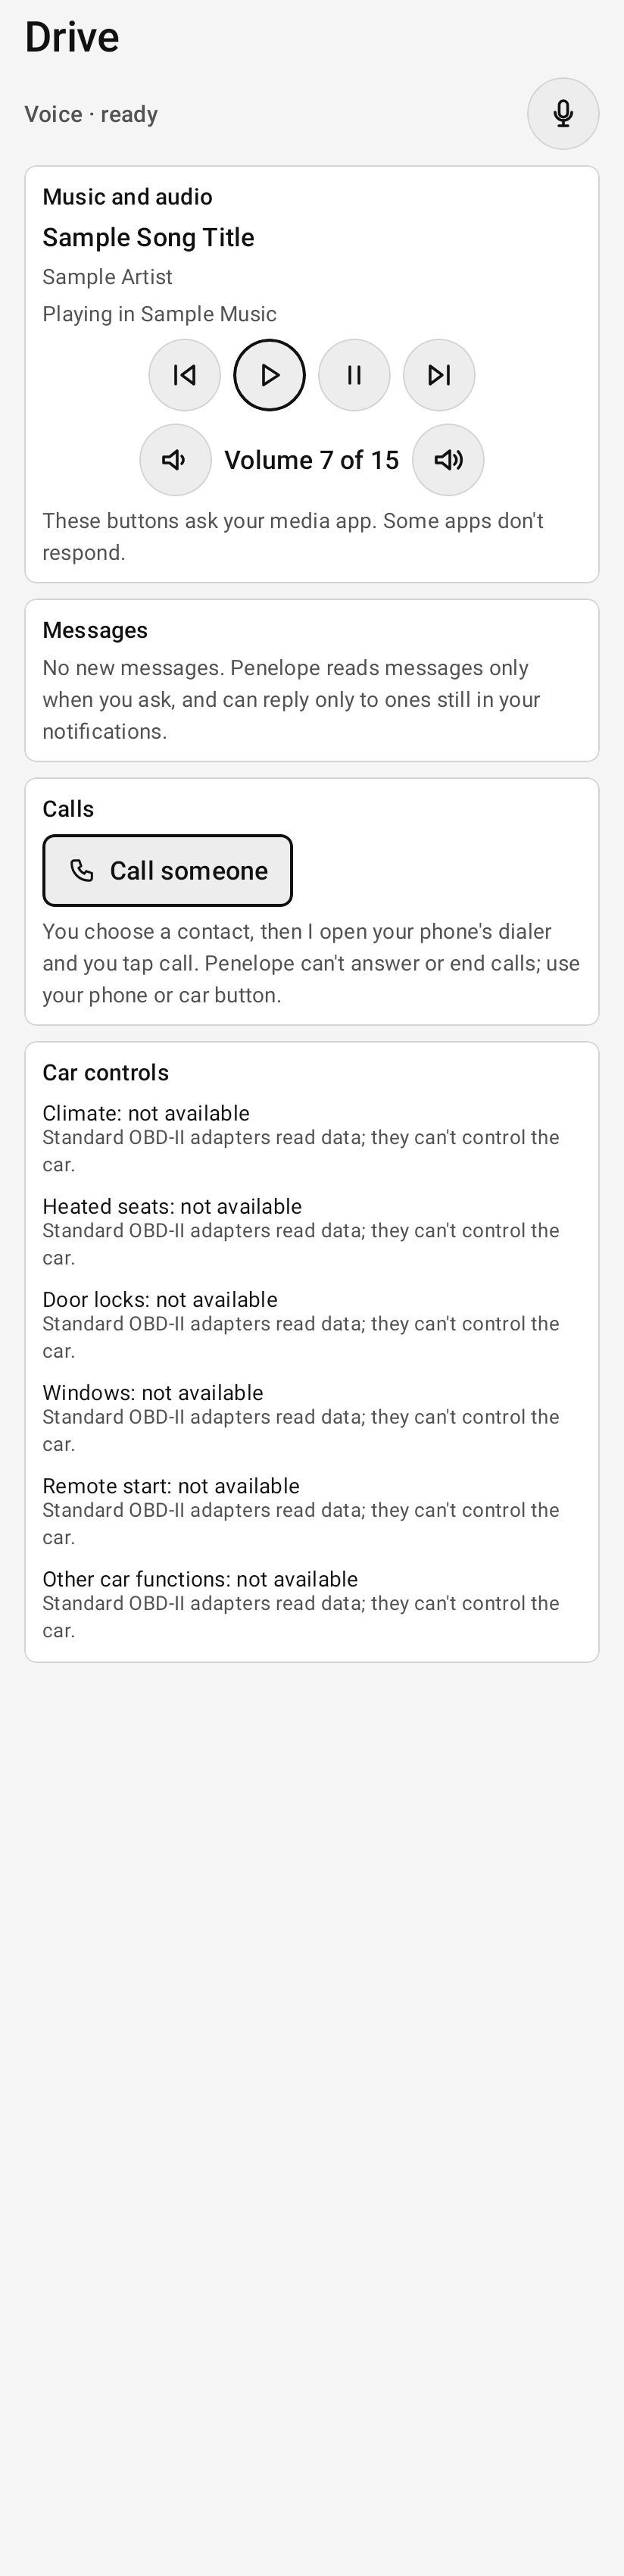 Drive
Voice · ready
Music and audio
Sample Song Title
Sample Artist
Playing in Sample Music
Volume 7 of 15
These buttons ask your media app. Some apps don't
respond.
Messages
No new messages. Penelope reads messages only
when you ask, and can reply only to ones still in your
notifications.
Calls
Call someone
You choose a contact, then I open your phone's dialer
and you tap call. Penelope can't answer or end calls; use
your phone or car button.
Car controls
Climate: not available
Standard OBD-II adapters read data; they can't control the
car.
Heated seats: not available
Standard OBD-II adapters read data; they can't control the
car.
Door locks: not available
Standard OBD-II adapters read data; they can't control the
car.
Windows: not available
Standard OBD-II adapters read data; they can't control the
car.
Remote start: not available
Standard OBD-II adapters read data; they can't control the
car.
Other car functions: not available
Standard OBD-II adapters read data; they can't control the
car.